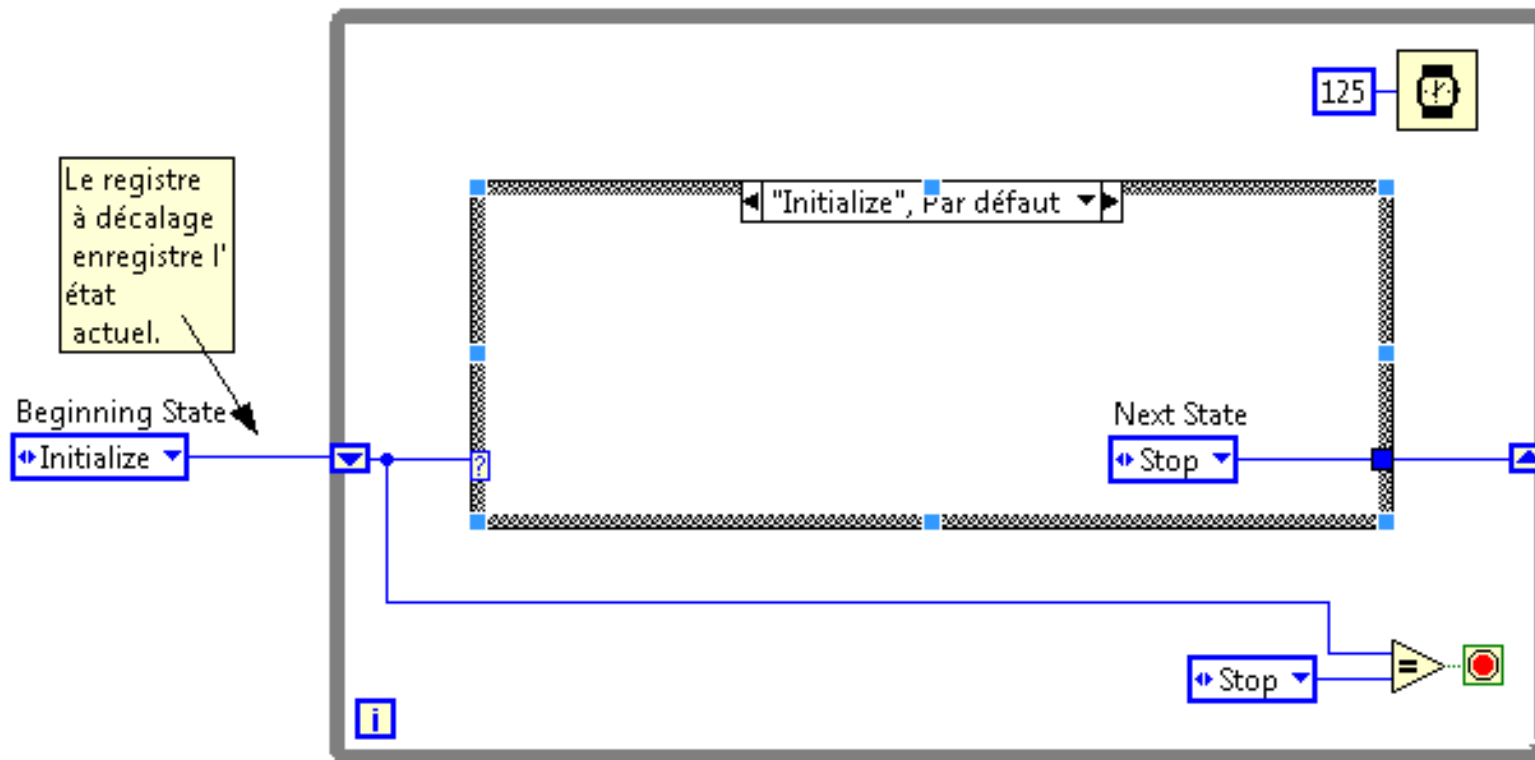 125
Le registre
à décalage
enregistre l'
état
actuel.
"Initialize", Par défaut
Beginning State
Initialize
?
Next State
Stop
Stop
=
i